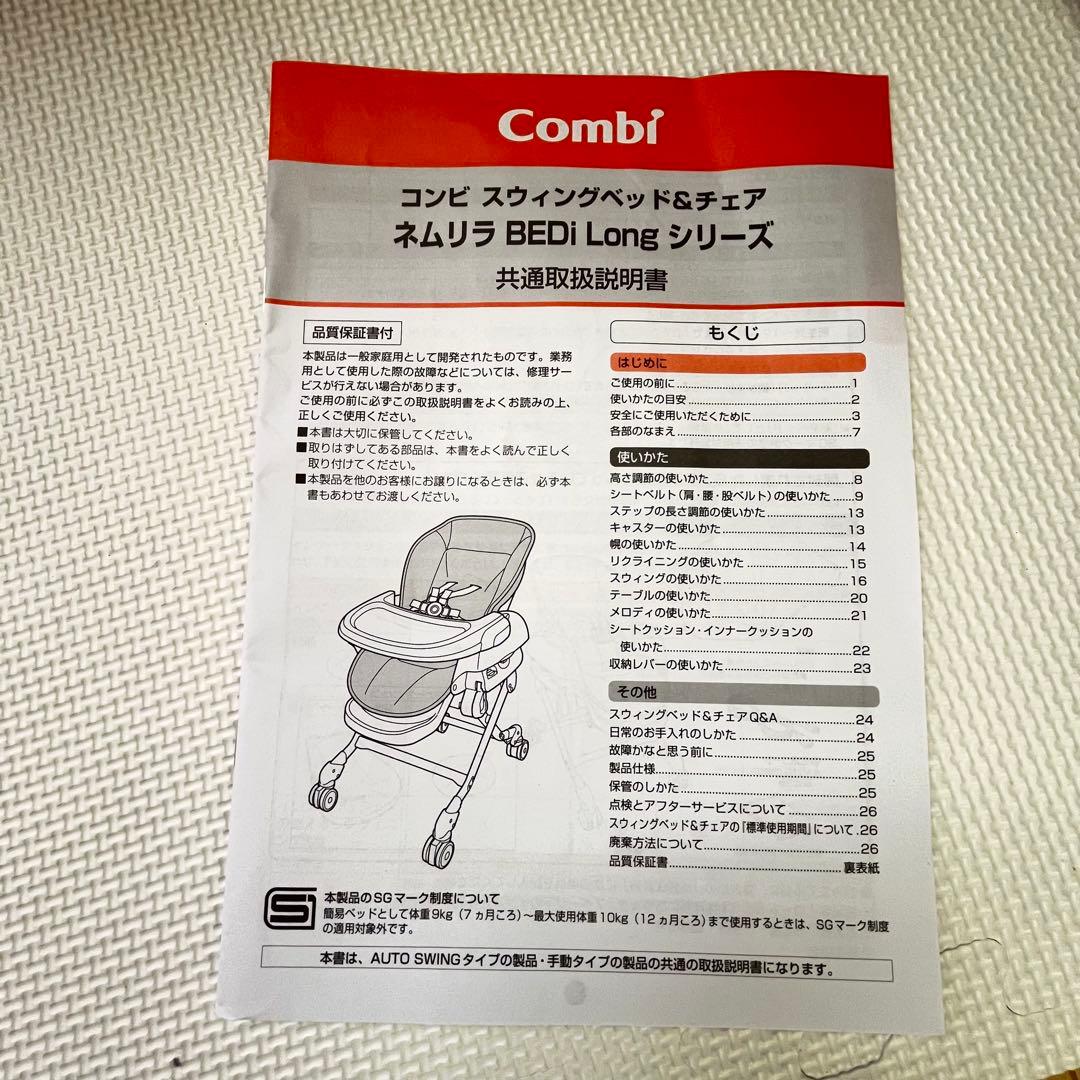 Combi
コンビ スウィングベッド&チェア
ネムリラ BEDi Long シリーズ
共通取扱説明書
品質保証書付
本製品は一般家庭用として開発されたものです。業務
用として使用した際の故障などについては、修理サー
ビスが行えない場合があります。
ご使用の前に必ずこの取扱説明書をよくお読みの上、
正しくご使用ください。
■本書は大切に保管してください。
■取りはずしてある部品は、本書をよく読んで正しく
取り付けてください。
■本製品を他のお客様にお譲りになるときは、必ず本
書もあわせてお渡しください。
もくじ
はじめに
ご使用の前に 1
使いかたの目安 2
安全にご使用いただくために 3
各部のなまえ 7
使いかた
高さ調節の使いかた 8
シートベルト(肩・腰・股ベルト)の使いかた 9
ステップの長さ調節の使いかた 13
キャスターの使いかた 13
幌の使いかた 14
リクライニングの使いかた 15
スウィングの使いかた 16
テーブルの使いかた 20
メロディの使いかた 21
シートクッション・インナークッションの
使いかた 22
収納レバーの使いかた 23
その他
スウィングベッド&チェアQ&A 24
日常のお手入れのしかた 24
故障かなと思う前に 25
製品仕様 25
保管のしかた 25
点検とアフターサービスについて 26
スウィングベッド&チェアの『標準使用期間』について 26
廃棄方法について 26
品質保証書 裏表紙
本製品のSGマーク制度について
簡易ベッドとして体重9kg(7ヵ月ころ)〜最大使用体重10kg(12ヵ月ころ)まで使用するときは、SGマーク制度
の適用対象外です。
本書は、AUTO SWINGタイプの製品・手動タイプの製品の共通の取扱説明書になります。